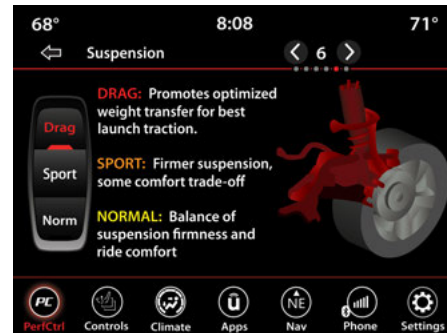 68°
8:08
71°
Suspension
6
Drag
Sport
Norm
DRAG: Promotes optimized
weight transfer for best
launch traction.
SPORT: Firmer suspension,
some comfort trade-off
NORMAL: Balance of
suspension firmness and
ride comfort
PC
PerfCtrl
Controls
Climate
ū
Apps
NE
Nav
Phone
Settings